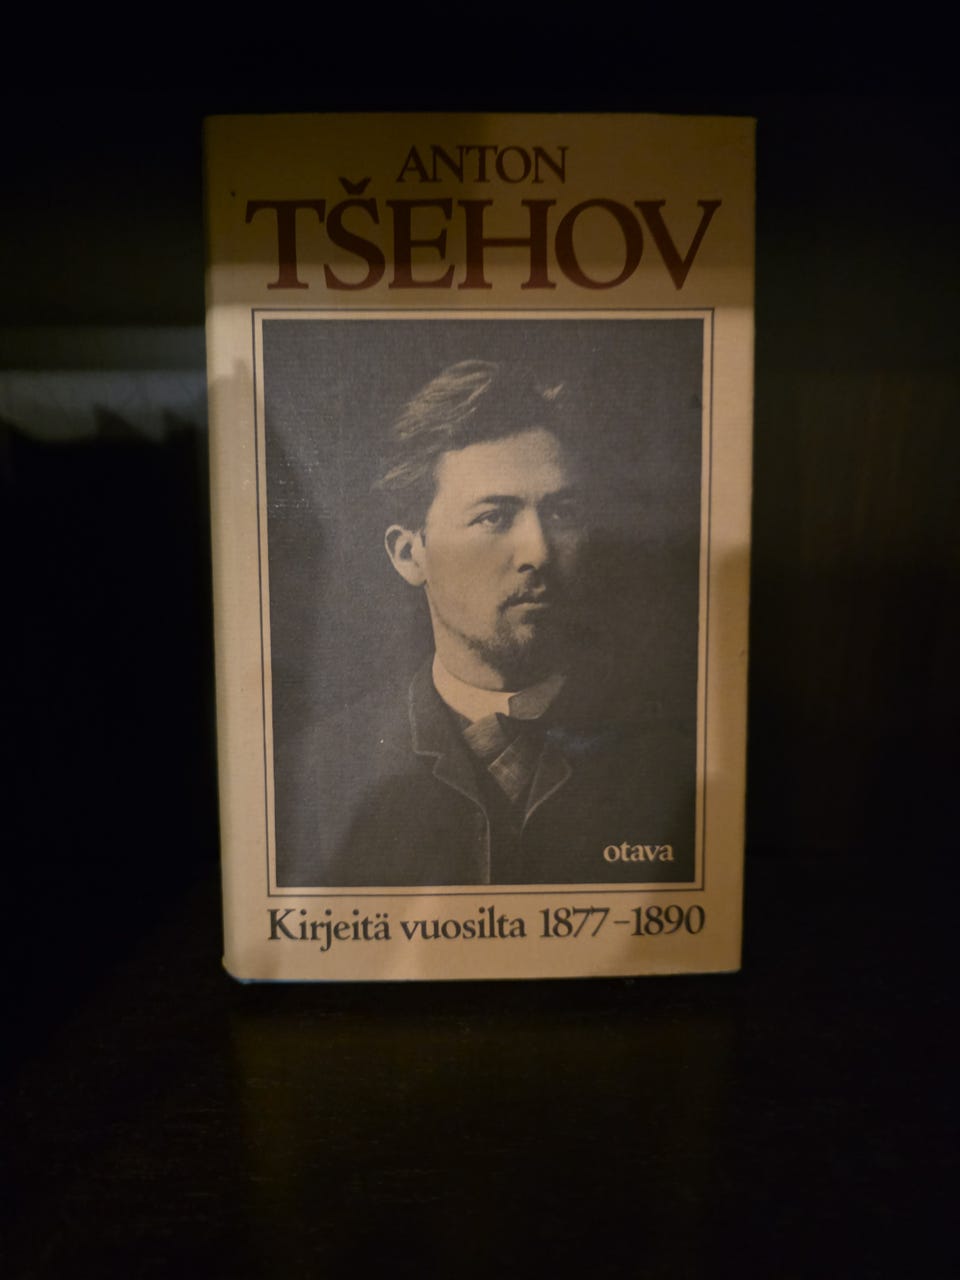 ANTON
TŠEHOV
otava
Kirjeitä vuosilta 1877–1890